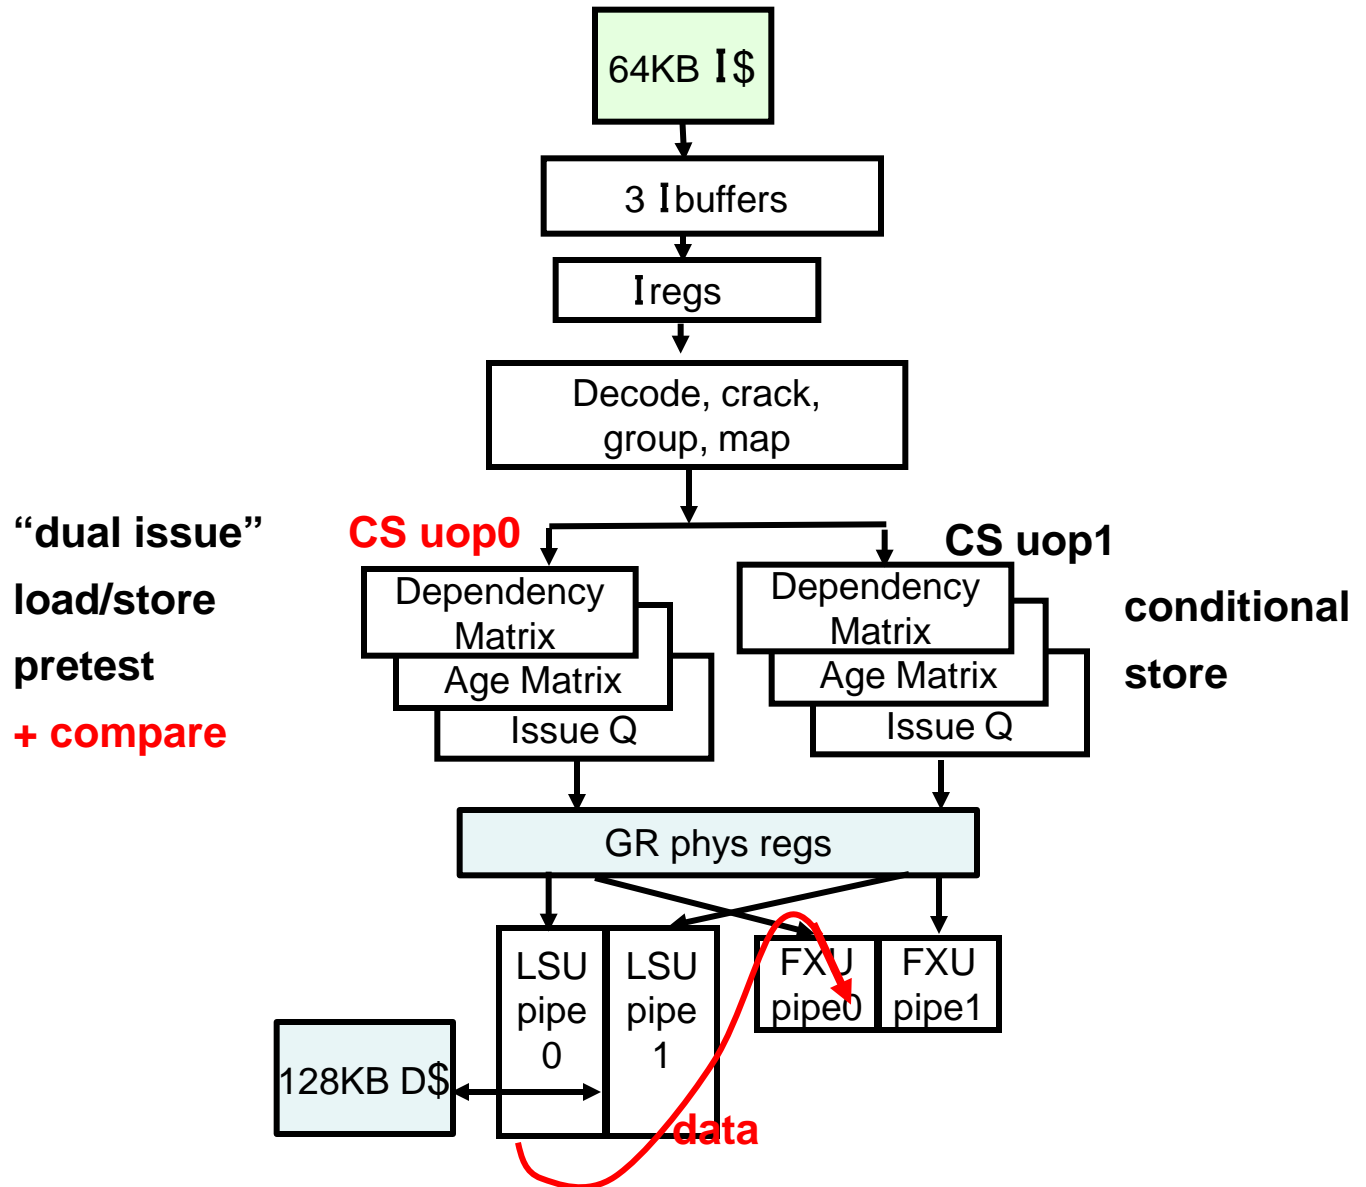 64KB I$
3 Ibuffers
Iregs
Decode, crack,
group, map
“dual issue”
load/store
pretest
+ compare
CS uop0
CS uop1
Dependency
Matrix
Age Matrix
Issue Q
Dependency
Matrix
Age Matrix
Issue Q
conditional
store
GR phys regs
LSU
pipe
0
LSU
pipe
1
FXU
pipe0
FXU
pipe1
128KB D$
data